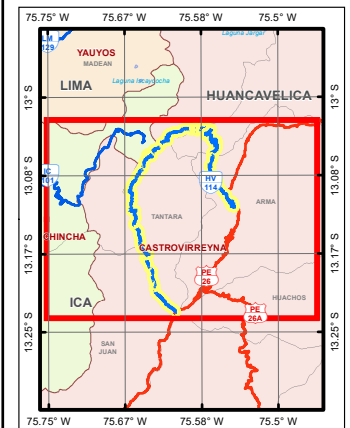 75.75° W 75.67° W 75.58° W 75.5° W
Laguna Jargar
LM
129
YAUYOS
MADEAN
Laguna Iscaycocha
LIMA
HUANCAVELICA
13° S 13° S
IC
101
HV
114
13.08° S 13.08° S
ARMA
TANTARA
CHINCHA
CASTROVIRREYNA
13.17° S 13.17° S
PE
26
HUACHOS
ICA
PE
26A
13.25° S 13.25° S
SAN
JUAN
75.75° W 75.67° W 75.58° W 75.5° W